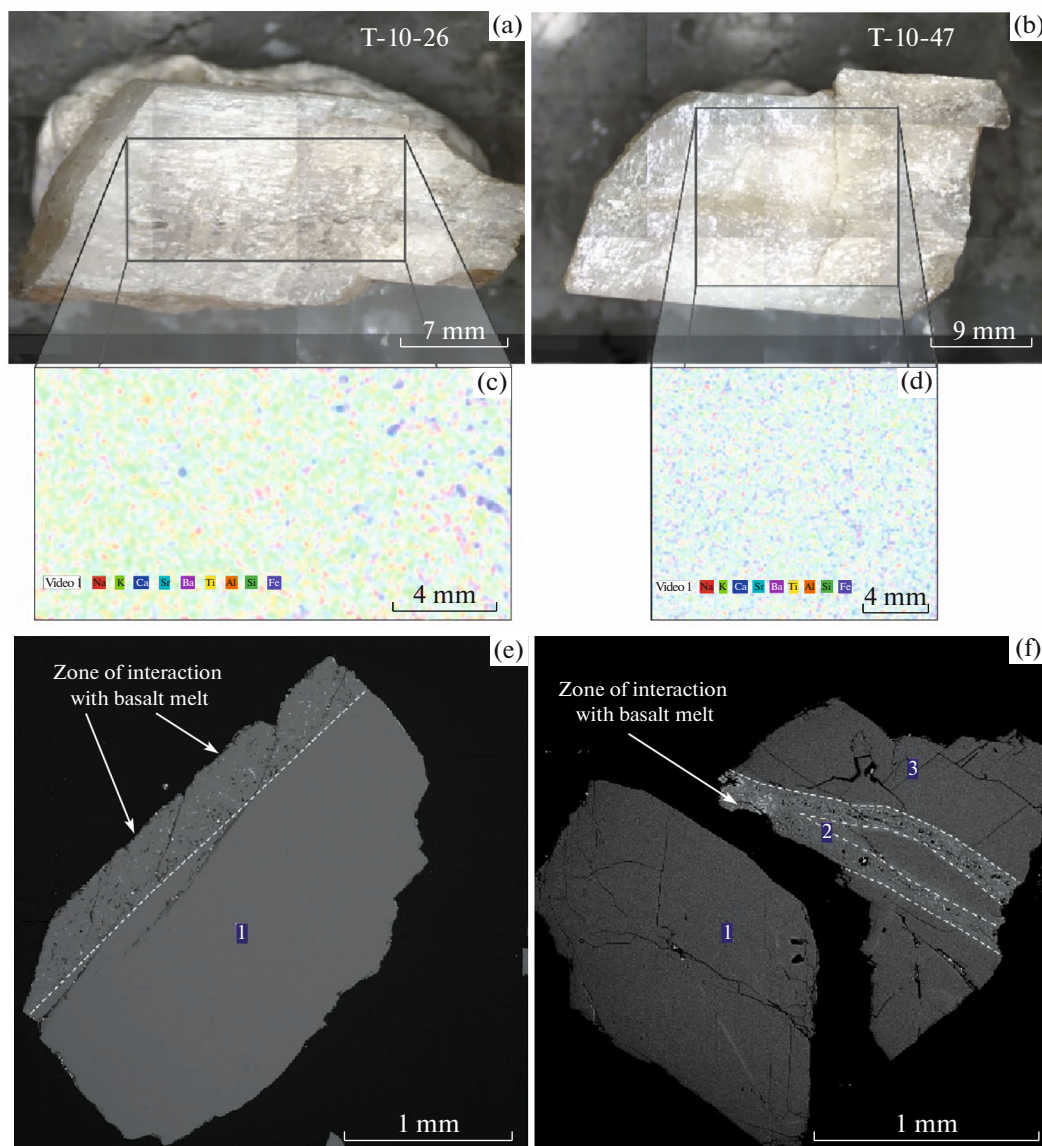 (a)
T-10-26
7 mm
(b)
T-10-47
9 mm
(c)
Video 1 Na K Ca Sr Ba Ti Al Si Fe
4 mm
(d)
Video 1 Na K Ca Sr Ba Ti Al Si Fe
4 mm
(e)
Zone of interaction
with basalt melt
1
1 mm
(f)
Zone of interaction
with basalt melt
3
2
1
1 mm